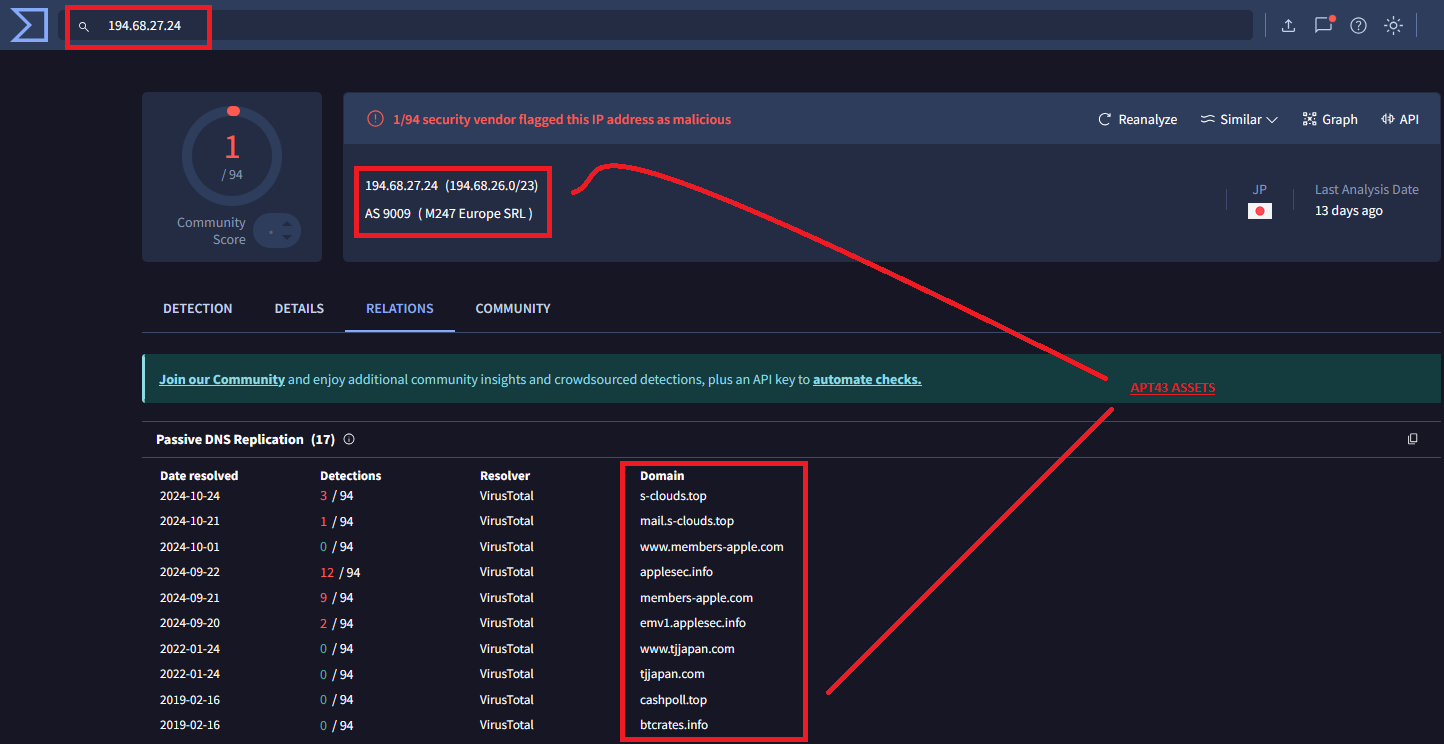 194.68.27.24
1
/ 94
Community
Score
1/94 security vendor flagged this IP address as malicious
Reanalyze Similar Graph API
194.68.27.24 (194.68.26.0/23)
AS 9009 ( M247 Europe SRL )
JP
Last Analysis Date
13 days ago
DETECTION DETAILS RELATIONS COMMUNITY
Join our Community and enjoy additional community insights and crowdsourced detections, plus an API key to automate checks.
APT43 ASSETS
Passive DNS Replication (17)
Date resolved Detections Resolver Domain
2024-10-24 3 / 94 VirusTotal s-clouds.top
2024-10-21 1 / 94 VirusTotal mail.s-clouds.top
2024-10-01 0 / 94 VirusTotal www.members-apple.com
2024-09-22 12 / 94 VirusTotal applesec.info
2024-09-21 9 / 94 VirusTotal members-apple.com
2024-09-20 2 / 94 VirusTotal emv1.applesec.info
2022-01-24 0 / 94 VirusTotal www.tjjapan.com
2022-01-24 0 / 94 VirusTotal tjjapan.com
2019-02-16 0 / 94 VirusTotal cashpoll.top
2019-02-16 0 / 94 VirusTotal btcrates.info